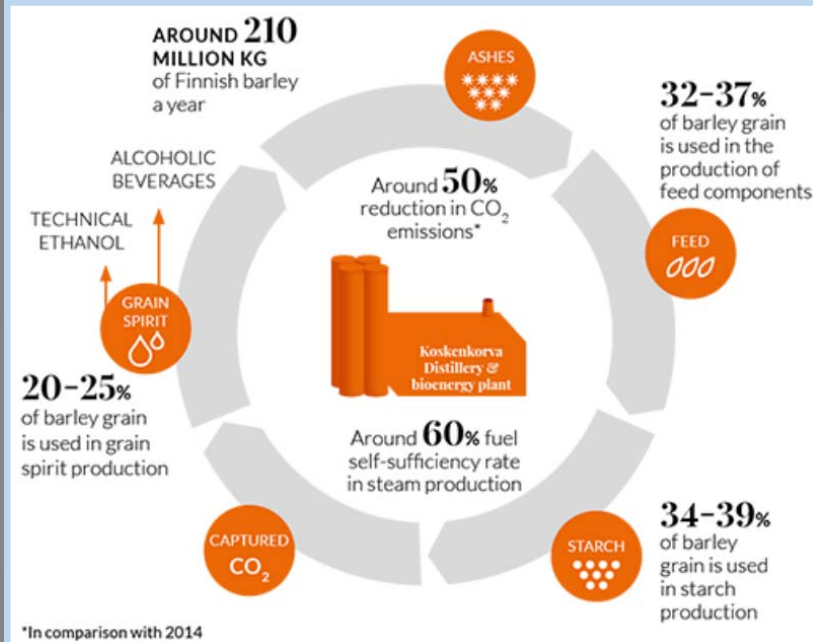 AROUND 210
MILLION KG
of Finnish barley
a year
ASHES
32–37%
of barley grain
is used in the
production of
feed components
ALCOHOLIC
BEVERAGES
TECHNICAL
ETHANOL
Around 50%
reduction in CO₂
emissions*
FEED
GRAIN
SPIRIT
Koskenkorva
Distillery &
bioenergy plant
20–25%
of barley grain
is used in grain
spirit production
Around 60% fuel
self-sufficiency rate
in steam production
CAPTURED
CO₂
STARCH
34–39%
of barley
grain is used
in starch
production
*In comparison with 2014